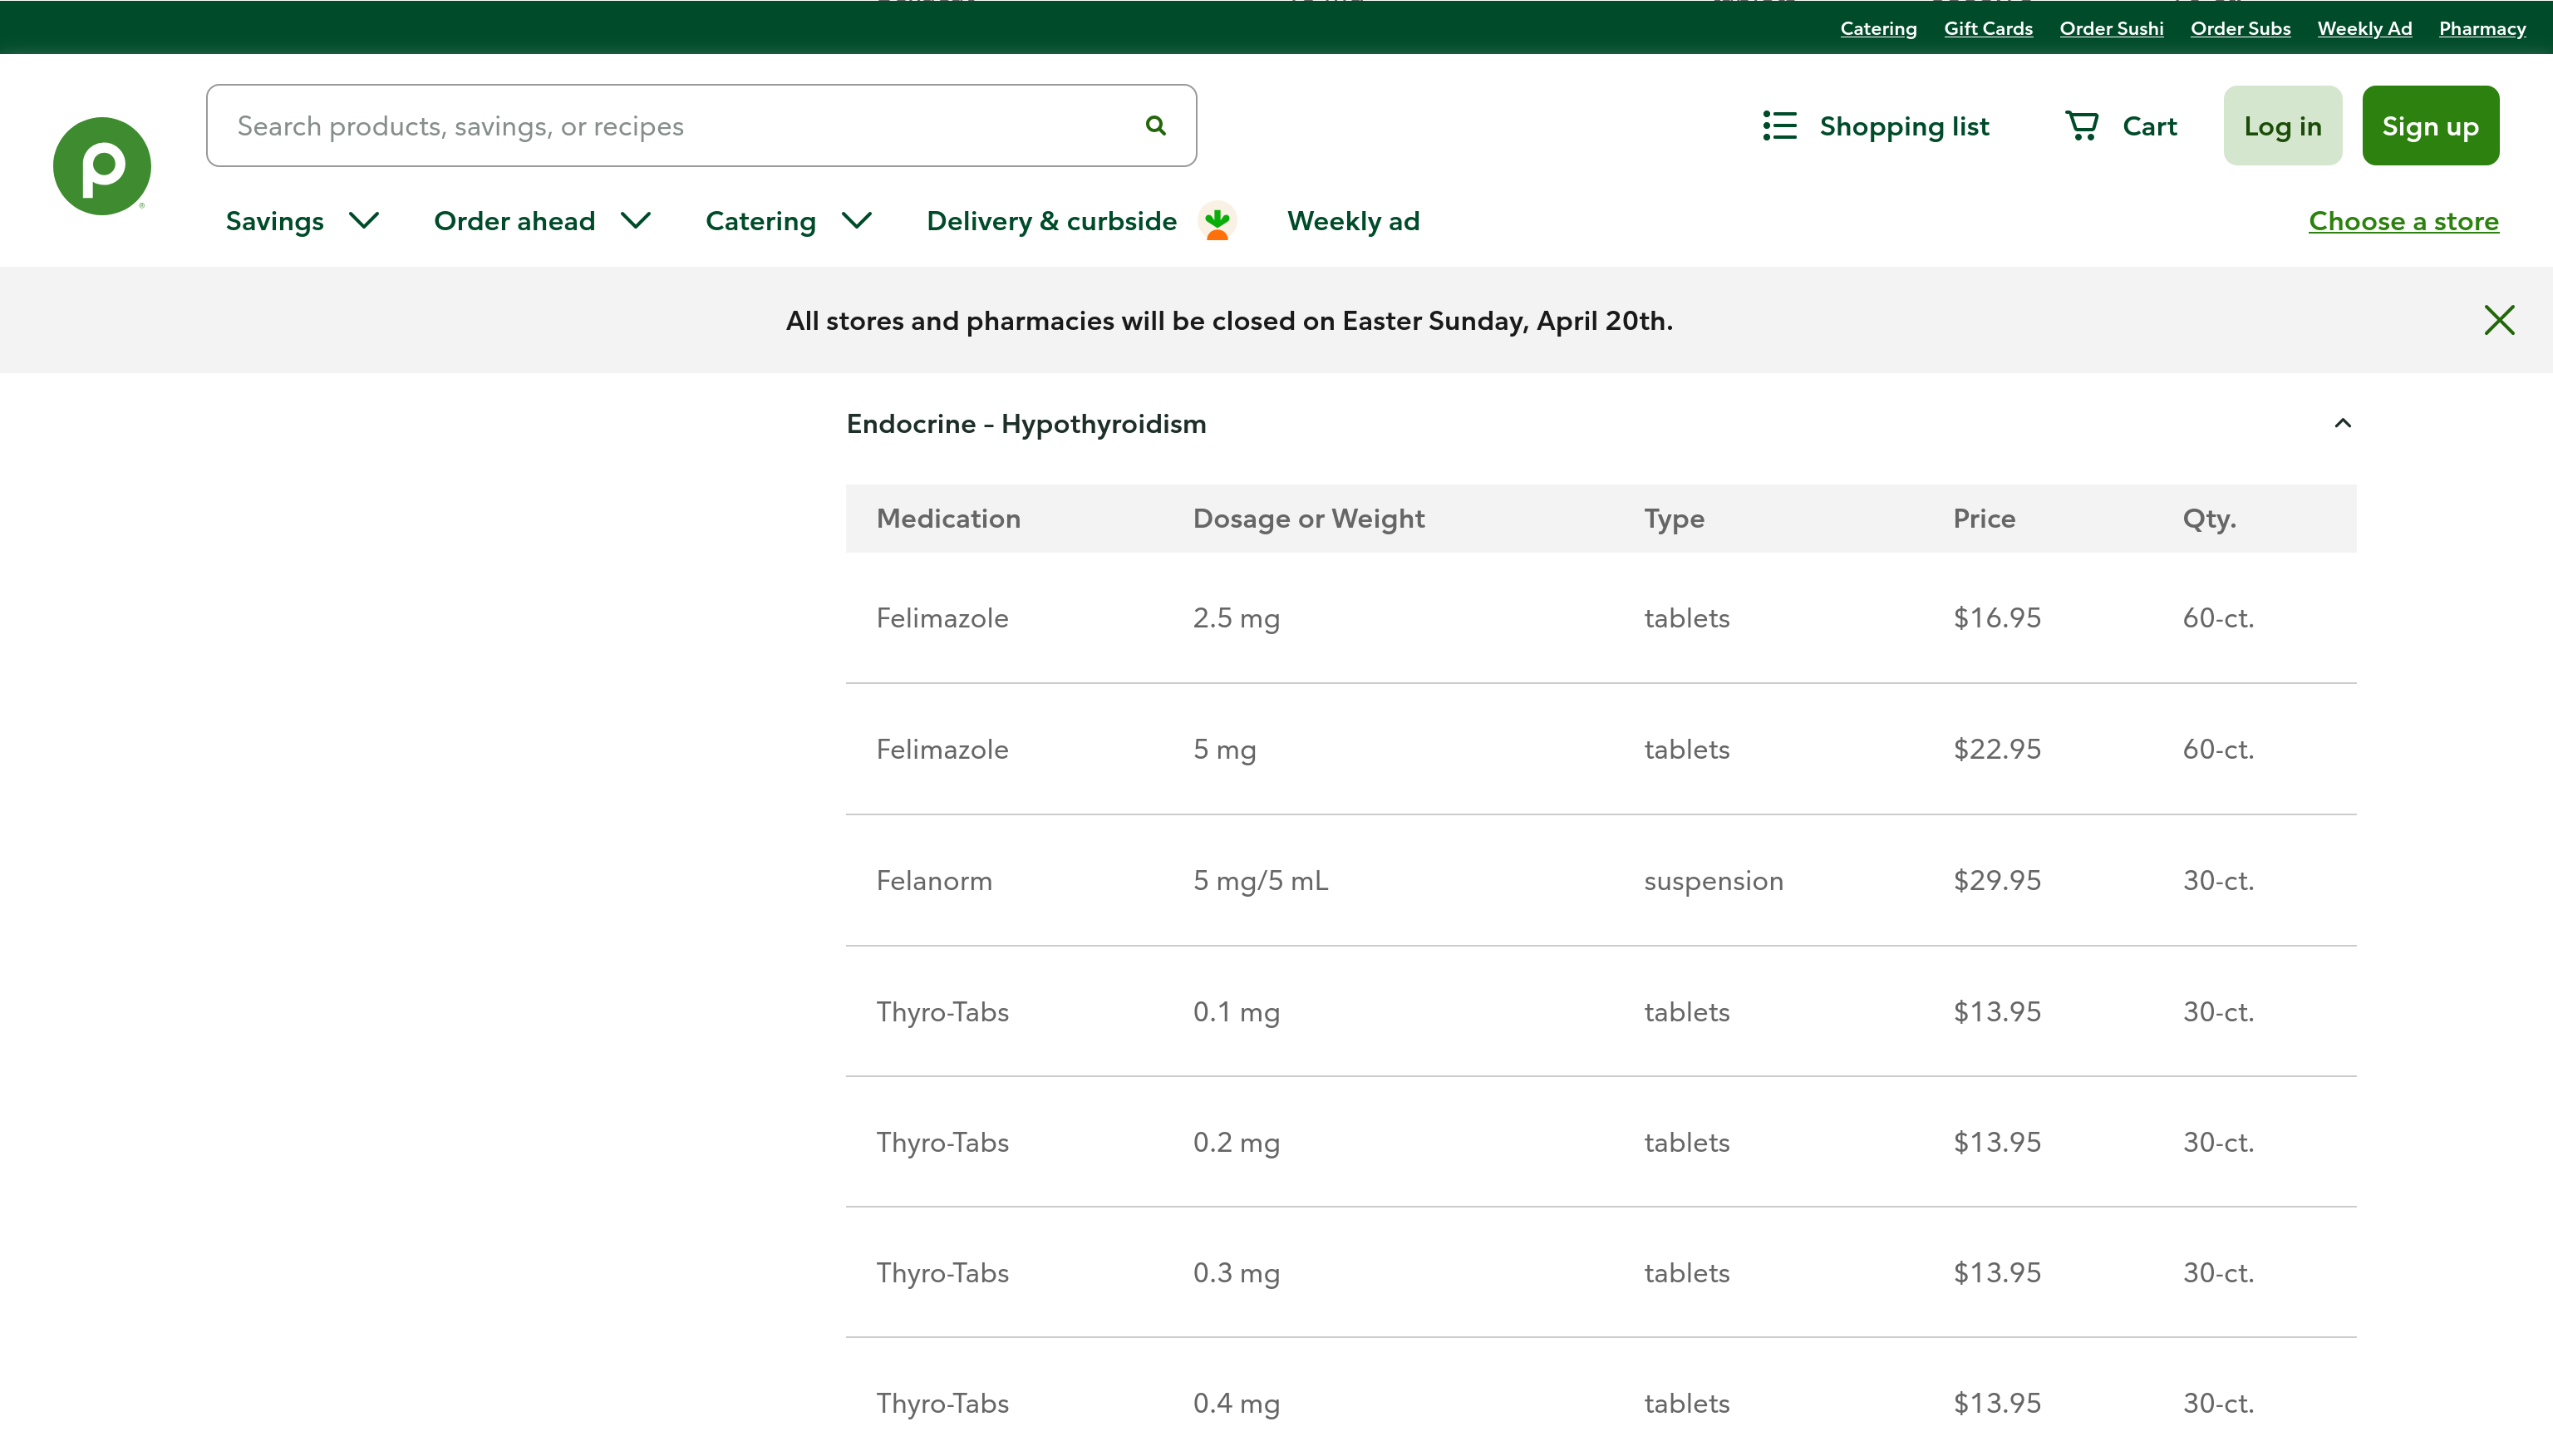 Catering Gift Cards Order Sushi Order Subs Weekly Ad Pharmacy
Search products, savings, or recipes
Shopping list Cart Log in Sign up
p
Savings Order ahead Catering Delivery & curbside Weekly ad Choose a store
All stores and pharmacies will be closed on Easter Sunday, April 20th.
Endocrine - Hypothyroidism
Medication Dosage or Weight Type Price Qty.
Felimazole 2.5 mg tablets $16.95 60-ct.
Felimazole 5 mg tablets $22.95 60-ct.
Felanorm 5 mg/5 mL suspension $29.95 30-ct.
Thyro-Tabs 0.1 mg tablets $13.95 30-ct.
Thyro-Tabs 0.2 mg tablets $13.95 30-ct.
Thyro-Tabs 0.3 mg tablets $13.95 30-ct.
Thyro-Tabs 0.4 mg tablets $13.95 30-ct.